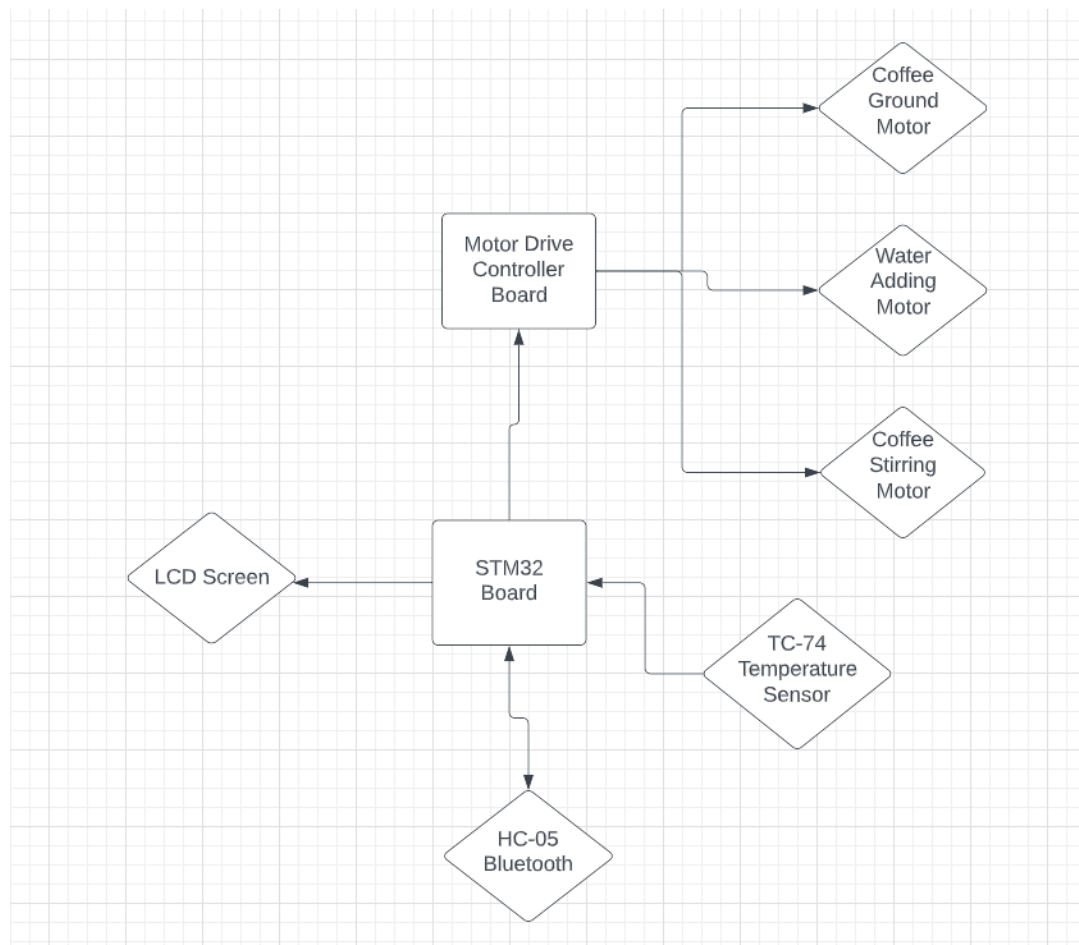 Coffee
Ground
Motor
Motor Drive
Controller
Board
Water
Adding
Motor
Coffee
Stirring
Motor
LCD Screen
STM32
Board
TC-74
Temperature
Sensor
HC-05
Bluetooth